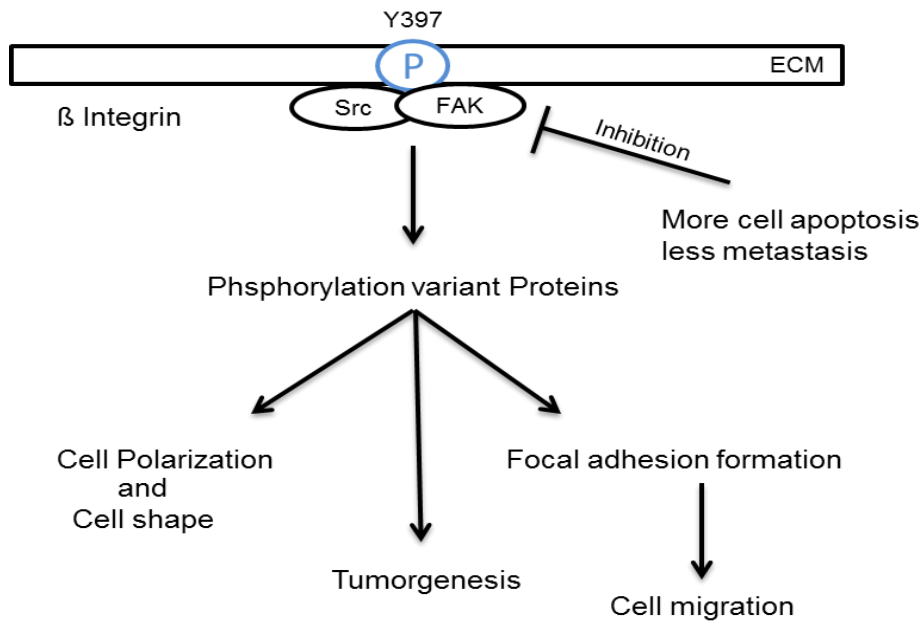 Y397
P
ECM
Src
FAK
ß Integrin
Inhibition
More cell apoptosis
less metastasis
Phsphorylation variant Proteins
Cell Polarization
and
Cell shape
Focal adhesion formation
Tumorgenesis
Cell migration